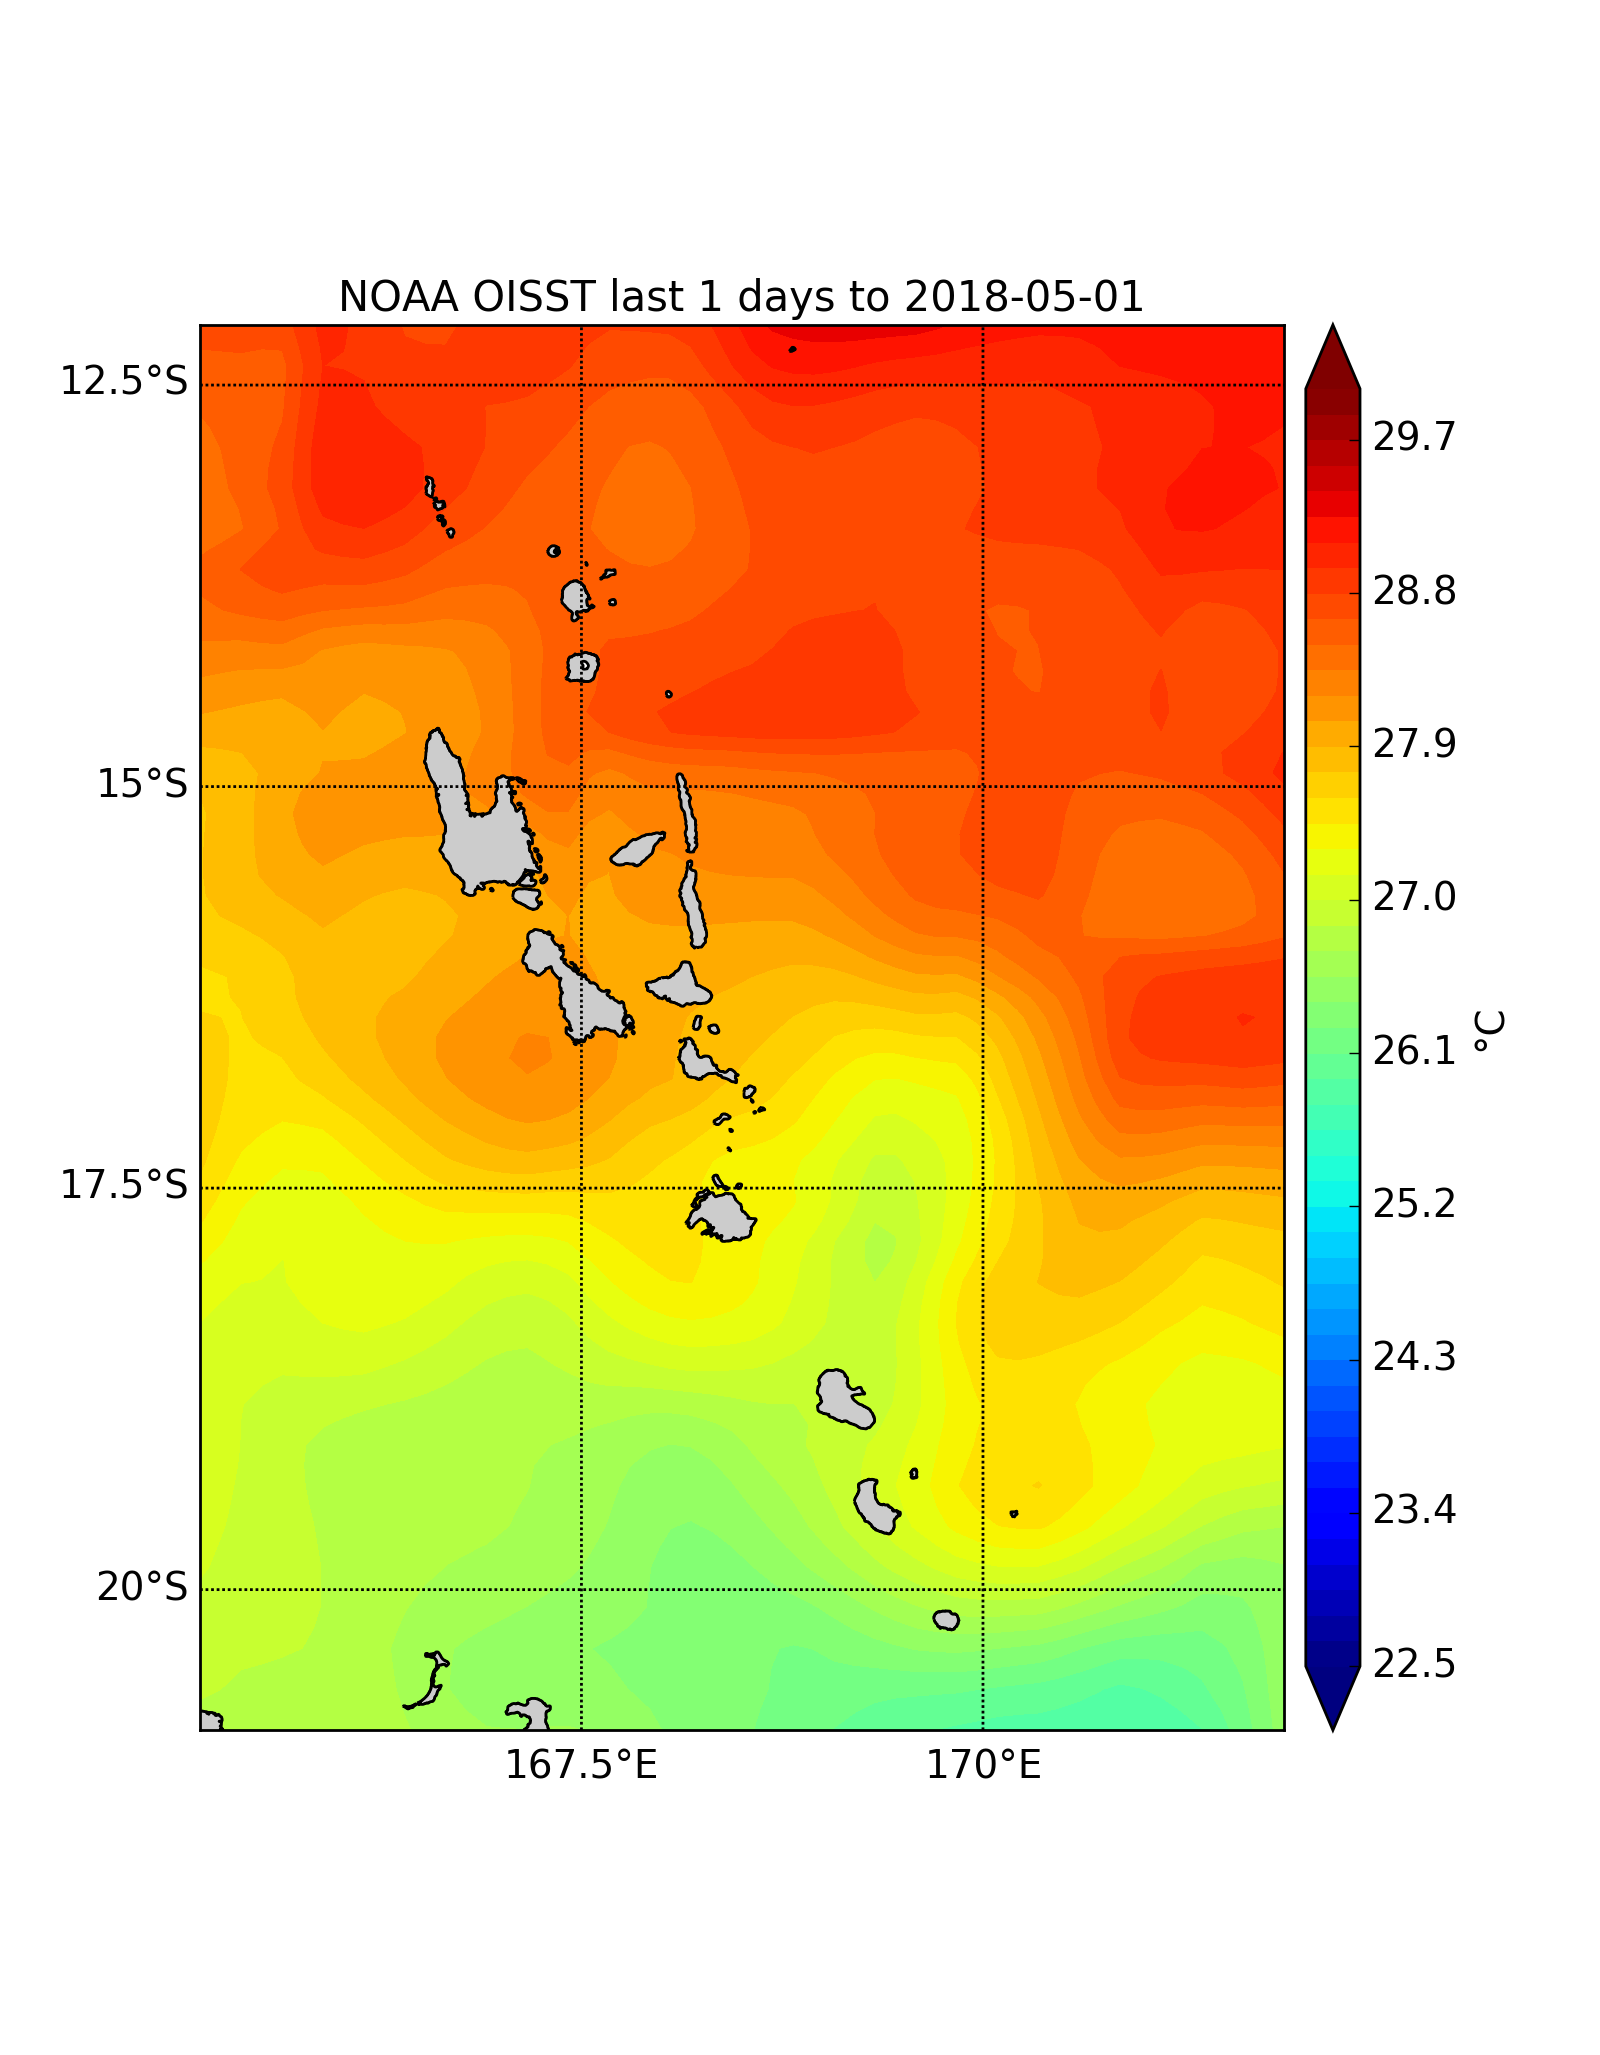 NOAA OISST last 1 days to 2018-05-01
12.5°S
15°S
17.5°S
20°S
167.5°E
170°E
29.7
28.8
27.9
27.0
26.1
25.2
24.3
23.4
22.5
°C